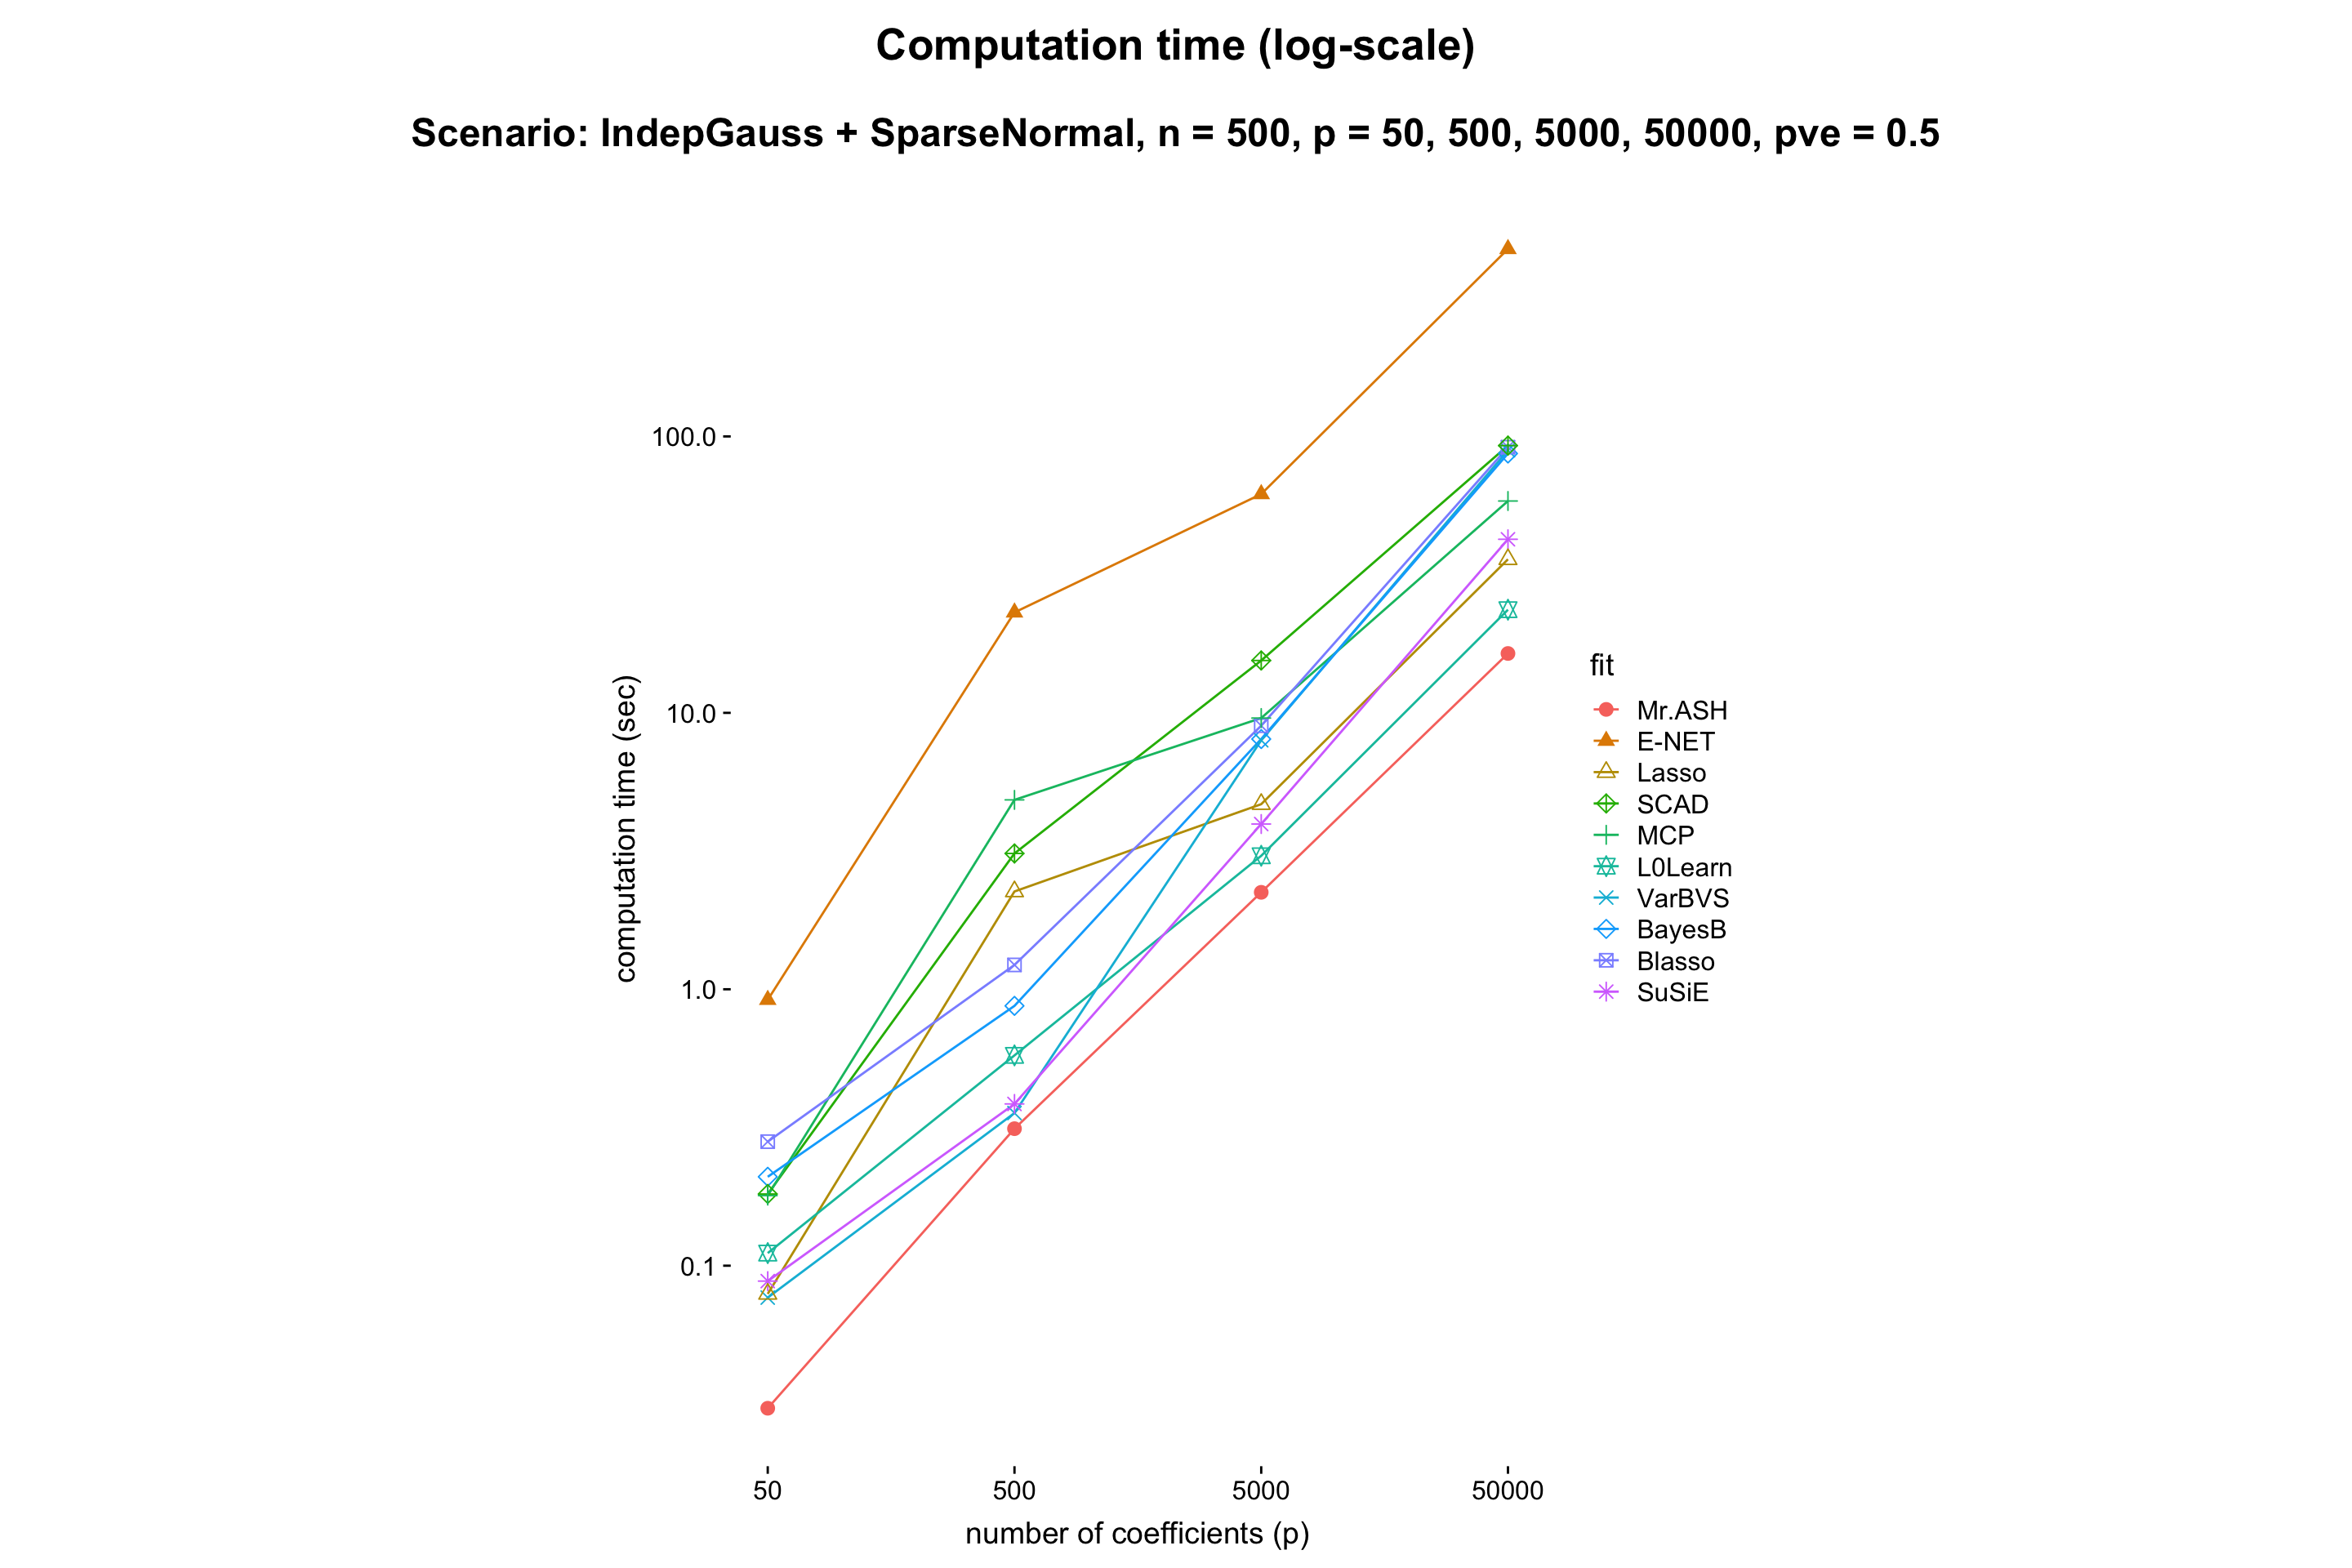 Computation time (log-scale)
Scenario: IndepGauss + SparseNormal, n = 500, p = 50, 500, 5000, 50000, pve = 0.5
computation time (sec)
100.0
10.0
1.0
0.1
50
500
5000
50000
number of coefficients (p)
fit
Mr.ASH
E-NET
Lasso
SCAD
MCP
L0Learn
VarBVS
BayesB
Blasso
SuSiE